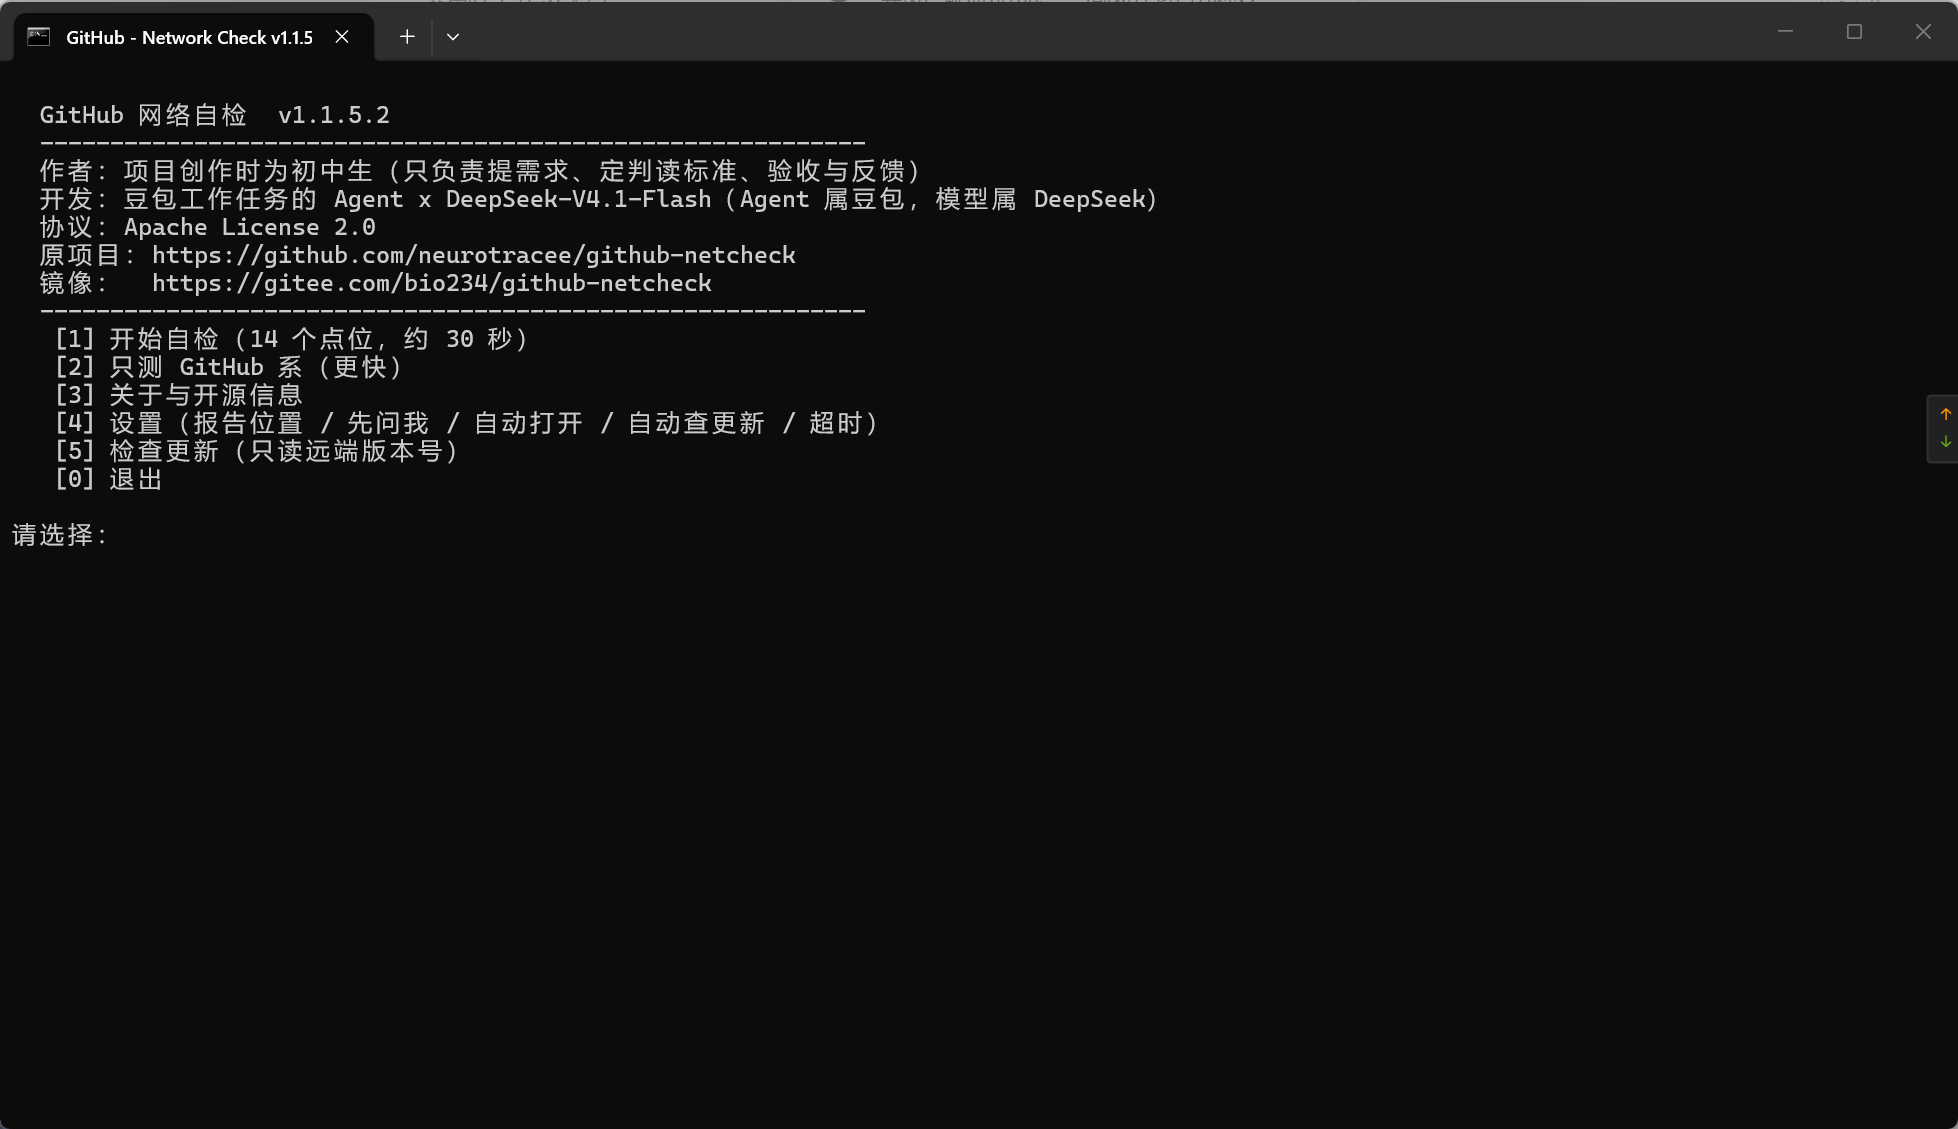 GitHub - Network Check v1.1.5
GitHub 网络自检  v1.1.5.2
-----------------------------------------------------------
作者：项目创作时为初中生（只负责提需求、定判读标准、验收与反馈）
开发：豆包工作任务的 Agent x DeepSeek-V4.1-Flash（Agent 属豆包，模型属 DeepSeek）
协议：Apache License 2.0
原项目：https://github.com/neurotracee/github-netcheck
镜像：  https://gitee.com/bio234/github-netcheck
-----------------------------------------------------------
[1] 开始自检（14 个点位，约 30 秒）
[2] 只测 GitHub 系（更快）
[3] 关于与开源信息
[4] 设置（报告位置 / 先问我 / 自动打开 / 自动查更新 / 超时）
[5] 检查更新（只读远端版本号）
[0] 退出
请选择：